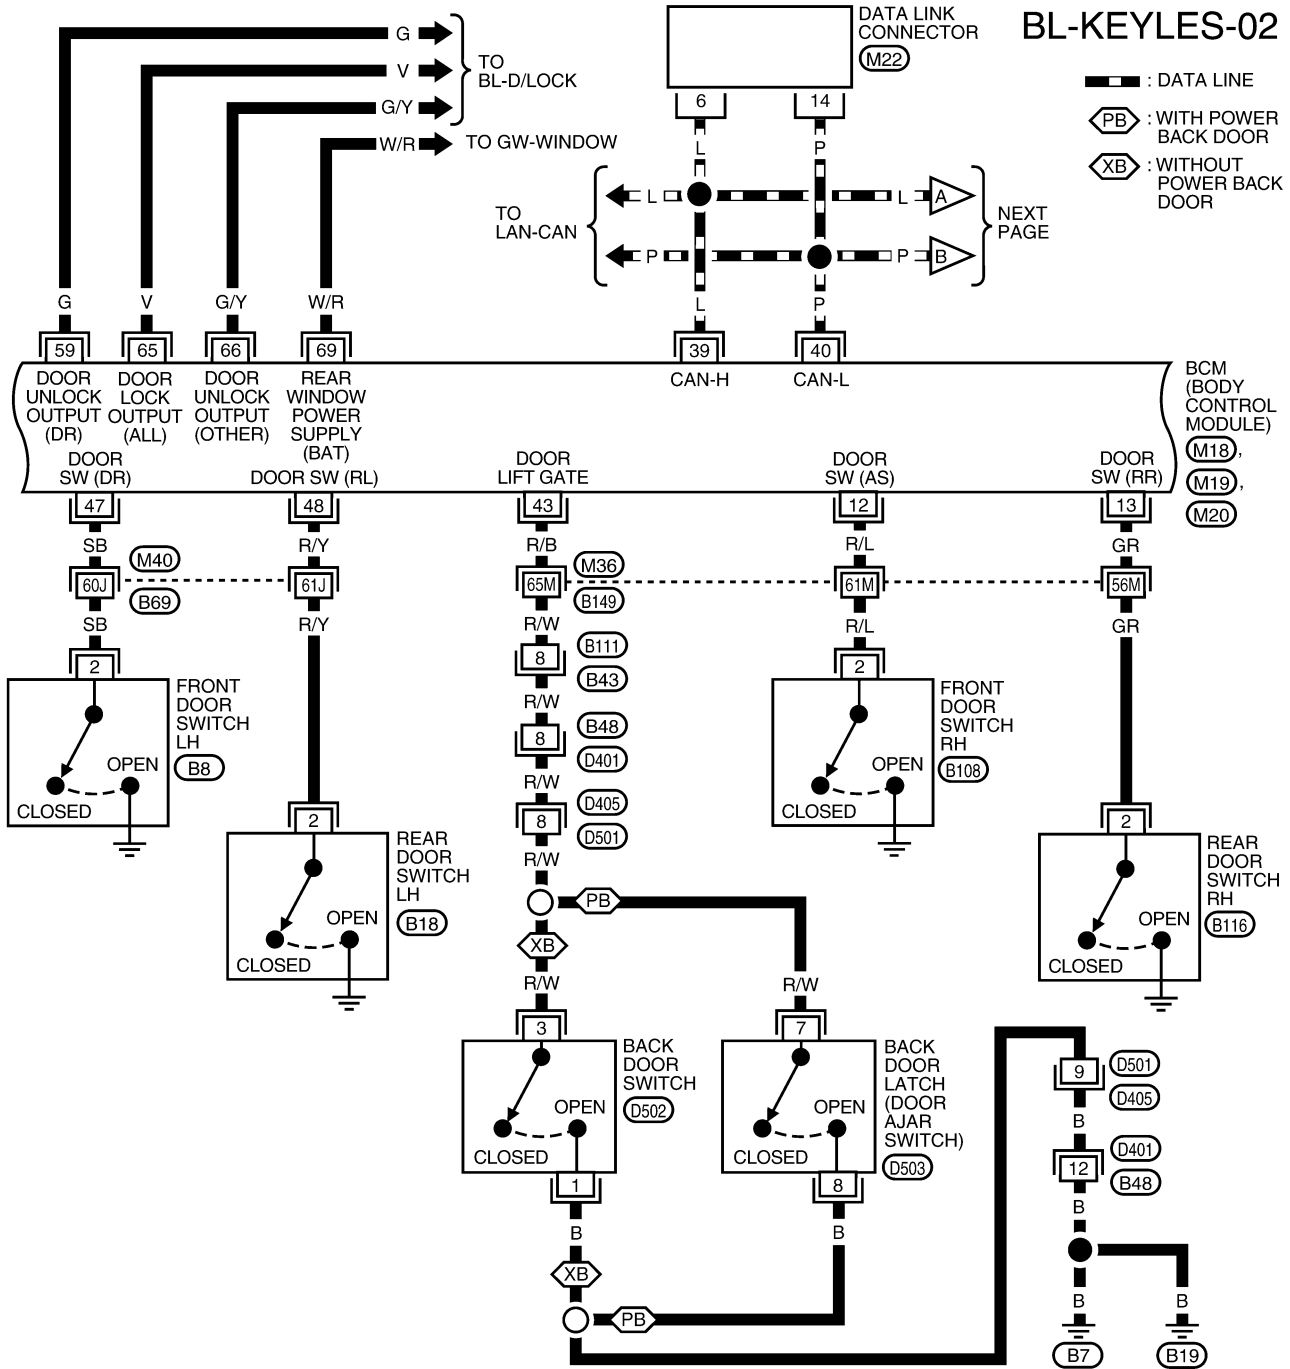 BL-KEYLES-02
G
V
G/Y
W/R
TO
BL-D/LOCK
TO GW-WINDOW
DATA LINK
CONNECTOR
M22
6
14
: DATA LINE
PB
: WITH POWER
BACK DOOR
XB
: WITHOUT
POWER BACK
DOOR
L
P
TO
LAN-CAN
L
L
A
P
P
B
NEXT
PAGE
G
V
G/Y
W/R
L
P
59
65
66
69
39
40
DOOR
UNLOCK
OUTPUT
(DR)
DOOR
LOCK
OUTPUT
(ALL)
DOOR
UNLOCK
OUTPUT
(OTHER)
REAR
WINDOW
POWER
SUPPLY
(BAT)
CAN-H
CAN-L
BCM
(BODY
CONTROL
MODULE)
M18,
M19,
M20
DOOR
SW (DR)
DOOR SW (RL)
DOOR
LIFT GATE
DOOR
SW (AS)
DOOR
SW (RR)
47
48
43
12
13
SB
R/Y
R/B
R/L
GR
M40
M36
60J
61J
65M
61M
56M
B69
B149
SB
R/Y
R/W
R/L
GR
2
FRONT
DOOR
SWITCH
LH
B8
OPEN
CLOSED
8
B111
B43
R/W
8
B48
D401
R/W
8
D405
D501
R/W
2
FRONT
DOOR
SWITCH
RH
B108
OPEN
CLOSED
2
REAR
DOOR
SWITCH
LH
B18
OPEN
CLOSED
2
REAR
DOOR
SWITCH
RH
B116
OPEN
CLOSED
PB
XB
R/W
R/W
3
7
BACK
DOOR
SWITCH
D502
OPEN
CLOSED
1
BACK
DOOR
LATCH
(DOOR
AJAR
SWITCH)
D503
OPEN
CLOSED
8
9
D501
D405
B
12
D401
B48
B
B
B
XB
PB
B
B
B7
B19